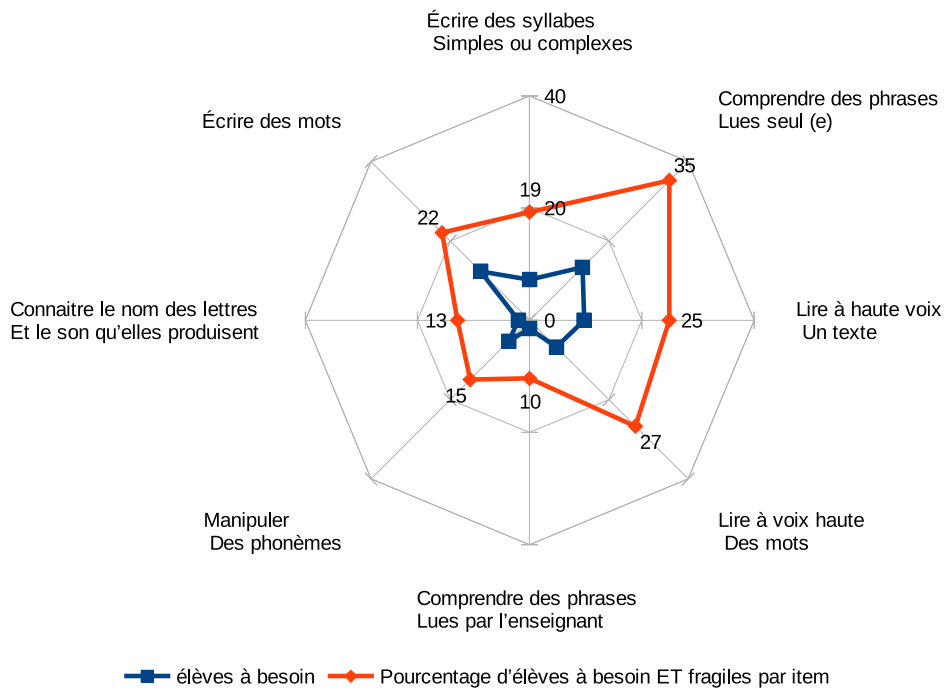 Écrire des syllabes
Simples ou complexes
40
Comprendre des phrases
Lues seul (e)
Écrire des mots
35
19
20
22
Connaitre le nom des lettres
Et le son qu’elles produisent
13
0
25
Lire à haute voix
Un texte
15
10
27
Manipuler
Des phonèmes
Lire à voix haute
Des mots
Comprendre des phrases
Lues par l’enseignant
élèves à besoin
Pourcentage d’élèves à besoin ET fragiles par item